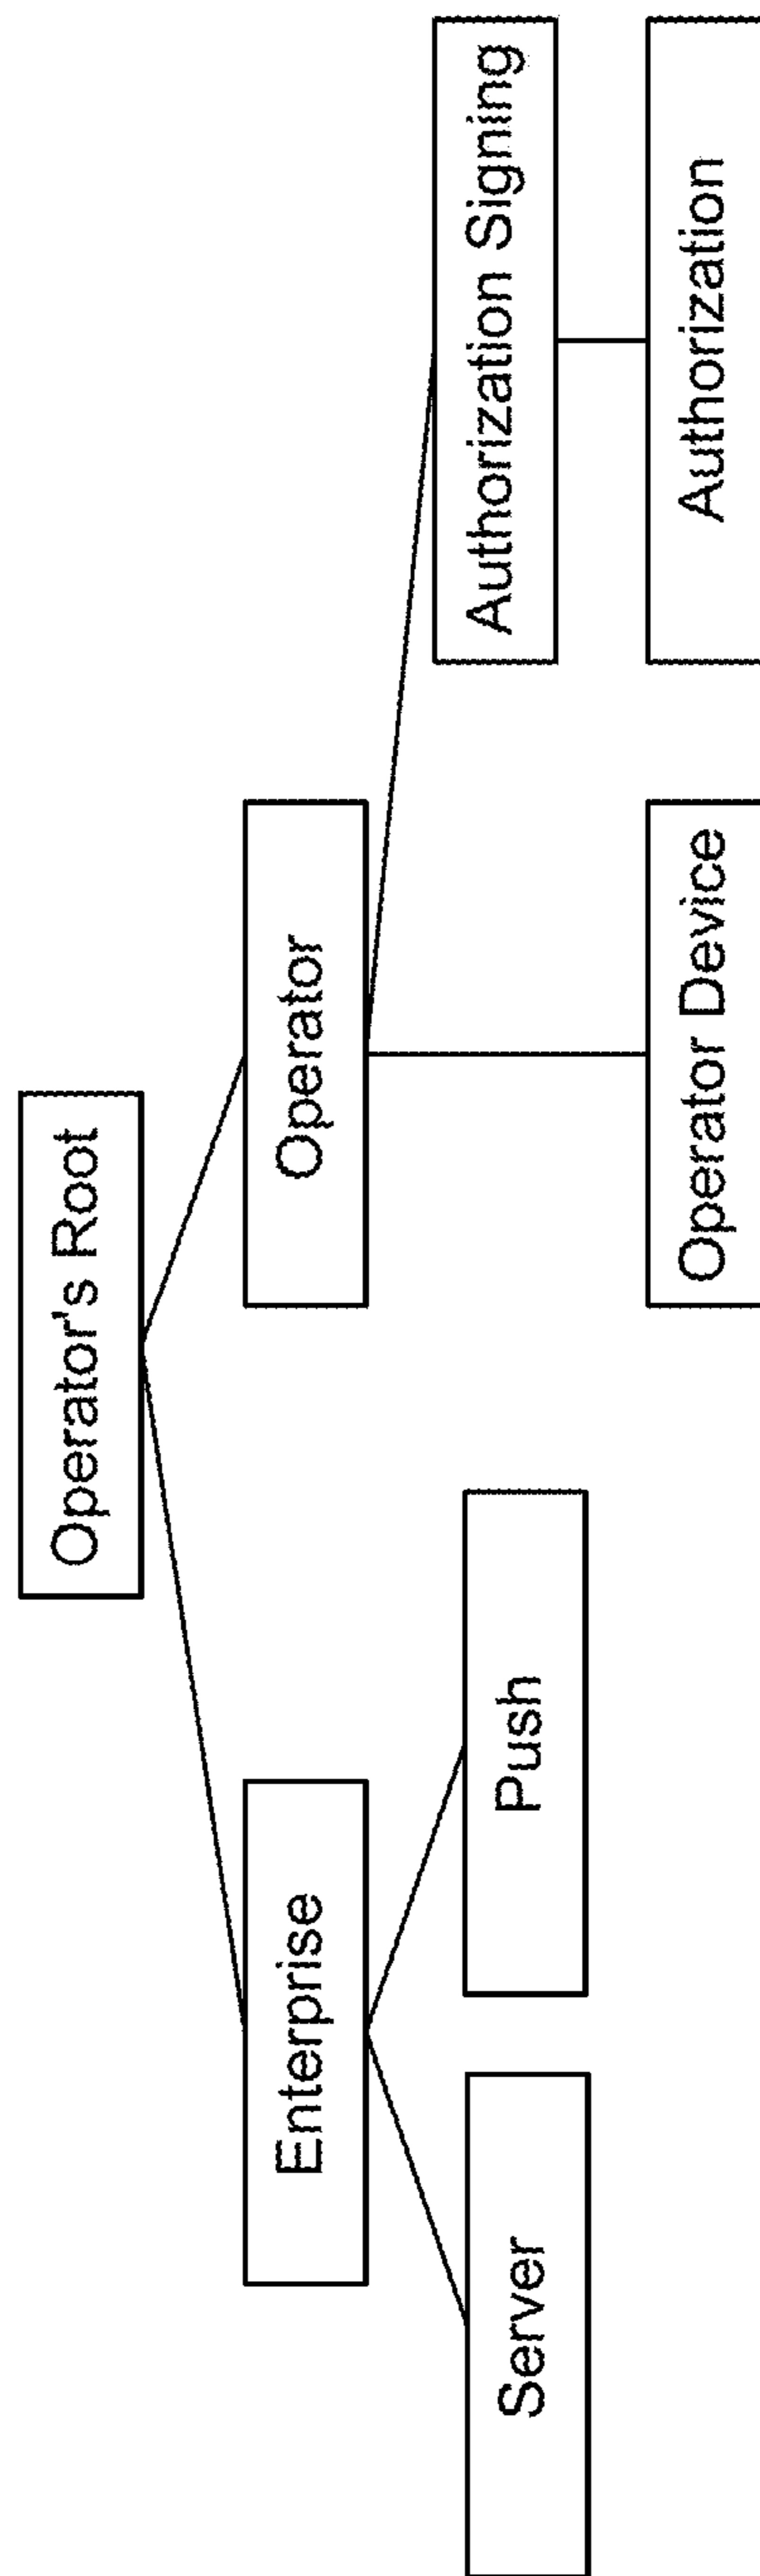 Operator's Root
Enterprise
Operator
Server
Push
Authorization Signing
Operator Device
Authorization